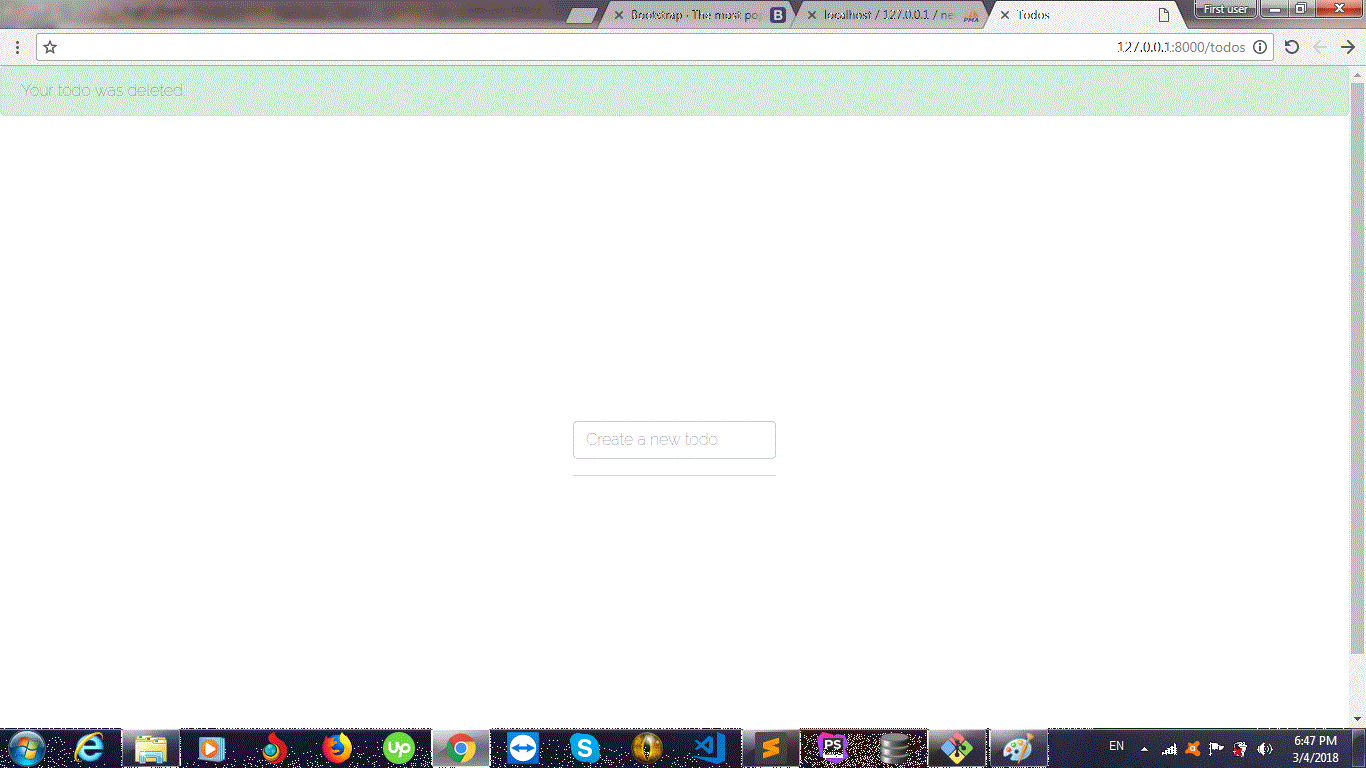 Bootstrap · The most po
localhost / 127.0.0.1 / ne
Todos
First user
127.0.0.1:8000/todos
Your todo was deleted
Create a new todo
EN
6:47 PM
3/4/2018